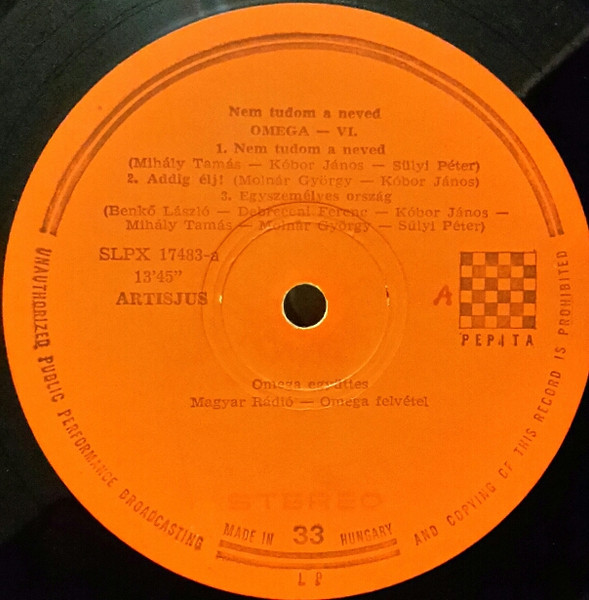 Nem tudom a neved
OMEGA — VI.
1. Nem tudom a neved
(Mihály Tamás — Kóbor János — Sülyi Péter)
2. Addig élj! (Molnár György — Kóbor János)
3. Egyszemélyes ország
(Benkő László — Debreceni Ferenc — Kóbor János —
Mihály Tamás — Molnár György — Sülyi Péter)
SLPX 17483-a
13'45"
ARTISJUS
A
PEPITA
Omega együttes
Magyar Rádió — Omega felvétel
STEREO
UNAUTHORIZED PUBLIC PERFORMANCE BROADCASTING
AND COPYING OF THIS RECORD IS PROHIBITED
MADE IN 33 HUNGARY
LP